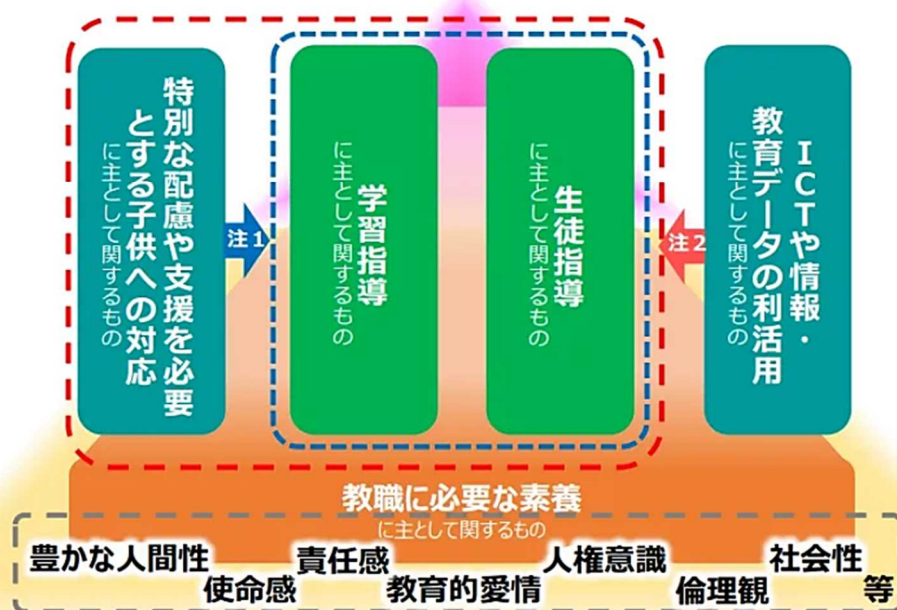 特別な配慮や支援を必要
とする子供への対応
に主として関するもの
注1
学習指導
に主として関するもの
生徒指導
に主として関するもの
注2
ICTや情報・
教育データの利活用
に主として関するもの
教職に必要な素養
に主として関するもの
豊かな人間性
使命感
責任感
教育的愛情
人権意識
倫理観
社会性
等